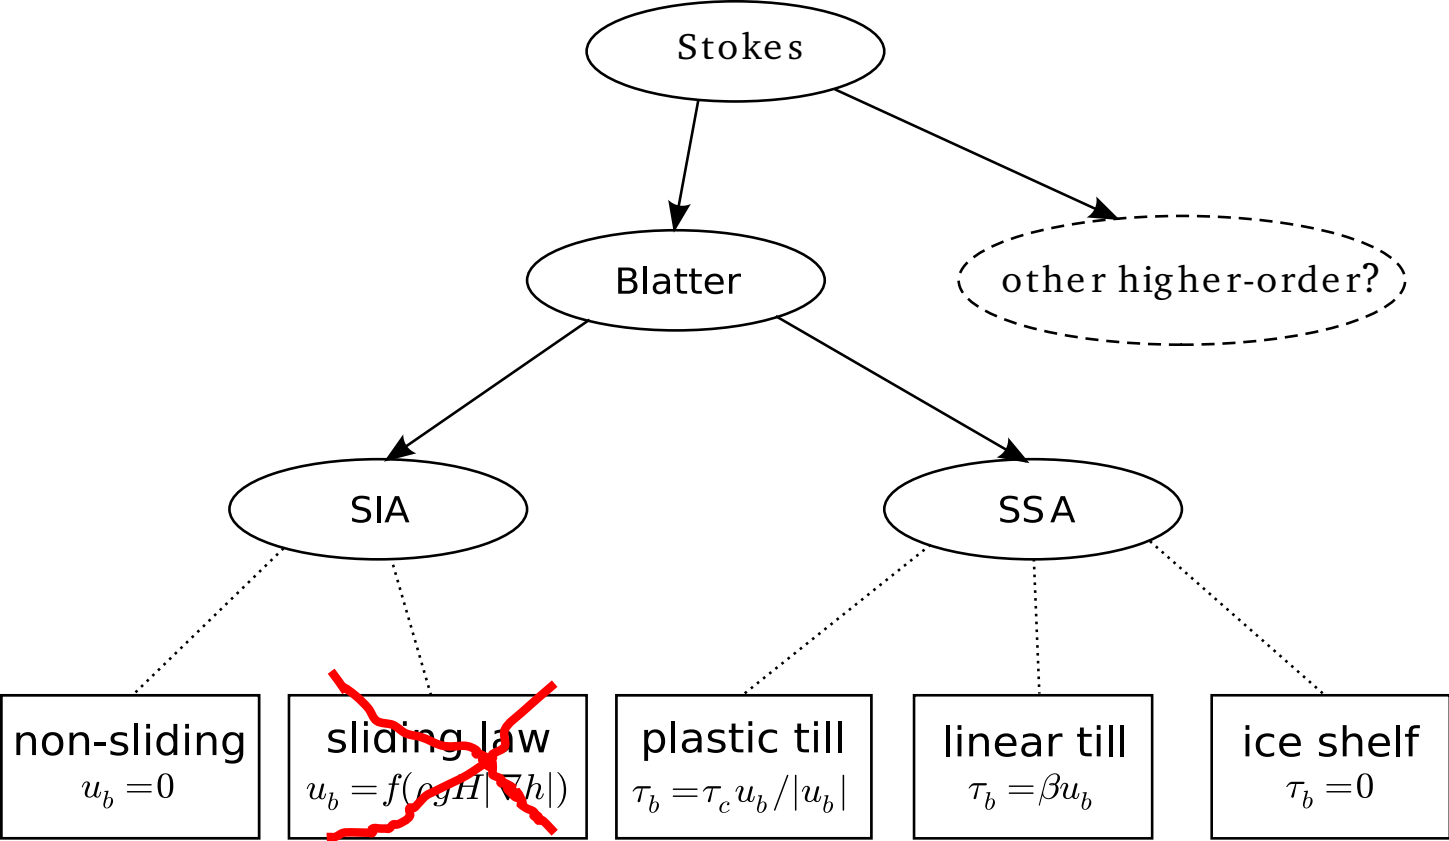 Stokes
Blatter
other higher-order?
SIA
SSA
non-sliding
u_b = 0
sliding law
u_b = f(ρgH|∇h|)
plastic till
τ_b = τ_c u_b/|u_b|
linear till
τ_b = βu_b
ice shelf
τ_b = 0